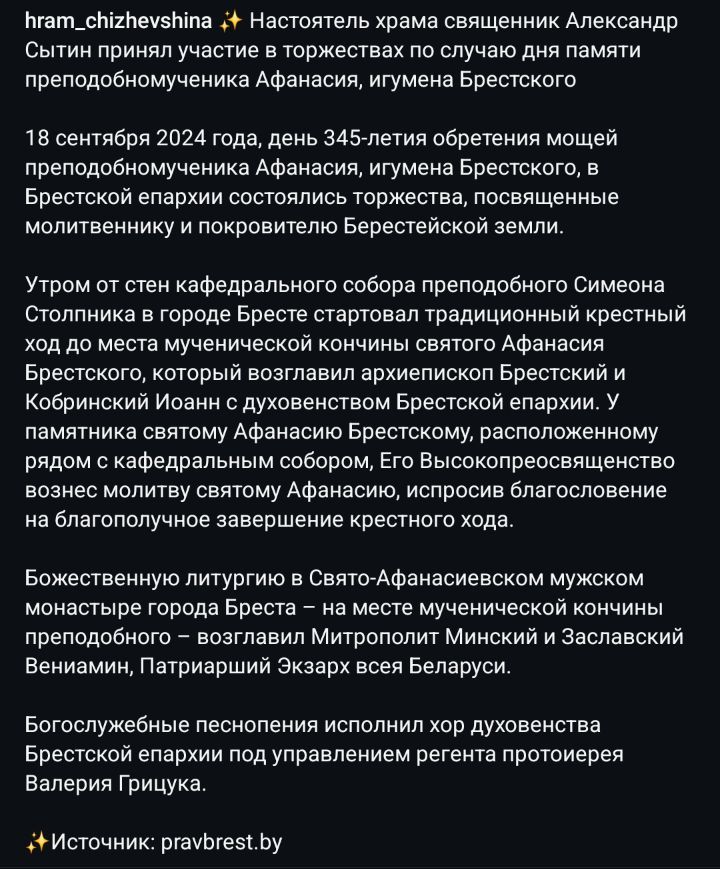 hram_chizhevshina ✨ Настоятель храма священник Александр
Сытин принял участие в торжествах по случаю дня памяти
преподобномученика Афанасия, игумена Брестского

18 сентября 2024 года, день 345-летия обретения мощей
преподобномученика Афанасия, игумена Брестского, в
Брестской епархии состоялись торжества, посвященные
молитвеннику и покровителю Берестейской земли.

Утром от стен кафедрального собора преподобного Симеона
Столпника в городе Бресте стартовал традиционный крестный
ход до места мученической кончины святого Афанасия
Брестского, который возглавил архиепископ Брестский и
Кобринский Иоанн с духовенством Брестской епархии. У
памятника святому Афанасию Брестскому, расположенному
рядом с кафедральным собором, Его Высокопреосвященство
вознес молитву святому Афанасию, испросив благословение
на благополучное завершение крестного хода.

Божественную литургию в Свято-Афанасиевском мужском
монастыре города Бреста – на месте мученической кончины
преподобного – возглавил Митрополит Минский и Заславский
Вениамин, Патриарший Экзарх всея Беларуси.

Богослужебные песнопения исполнил хор духовенства
Брестской епархии под управлением регента протоиерея
Валерия Грицука.

✨Источник: pravbrest.by